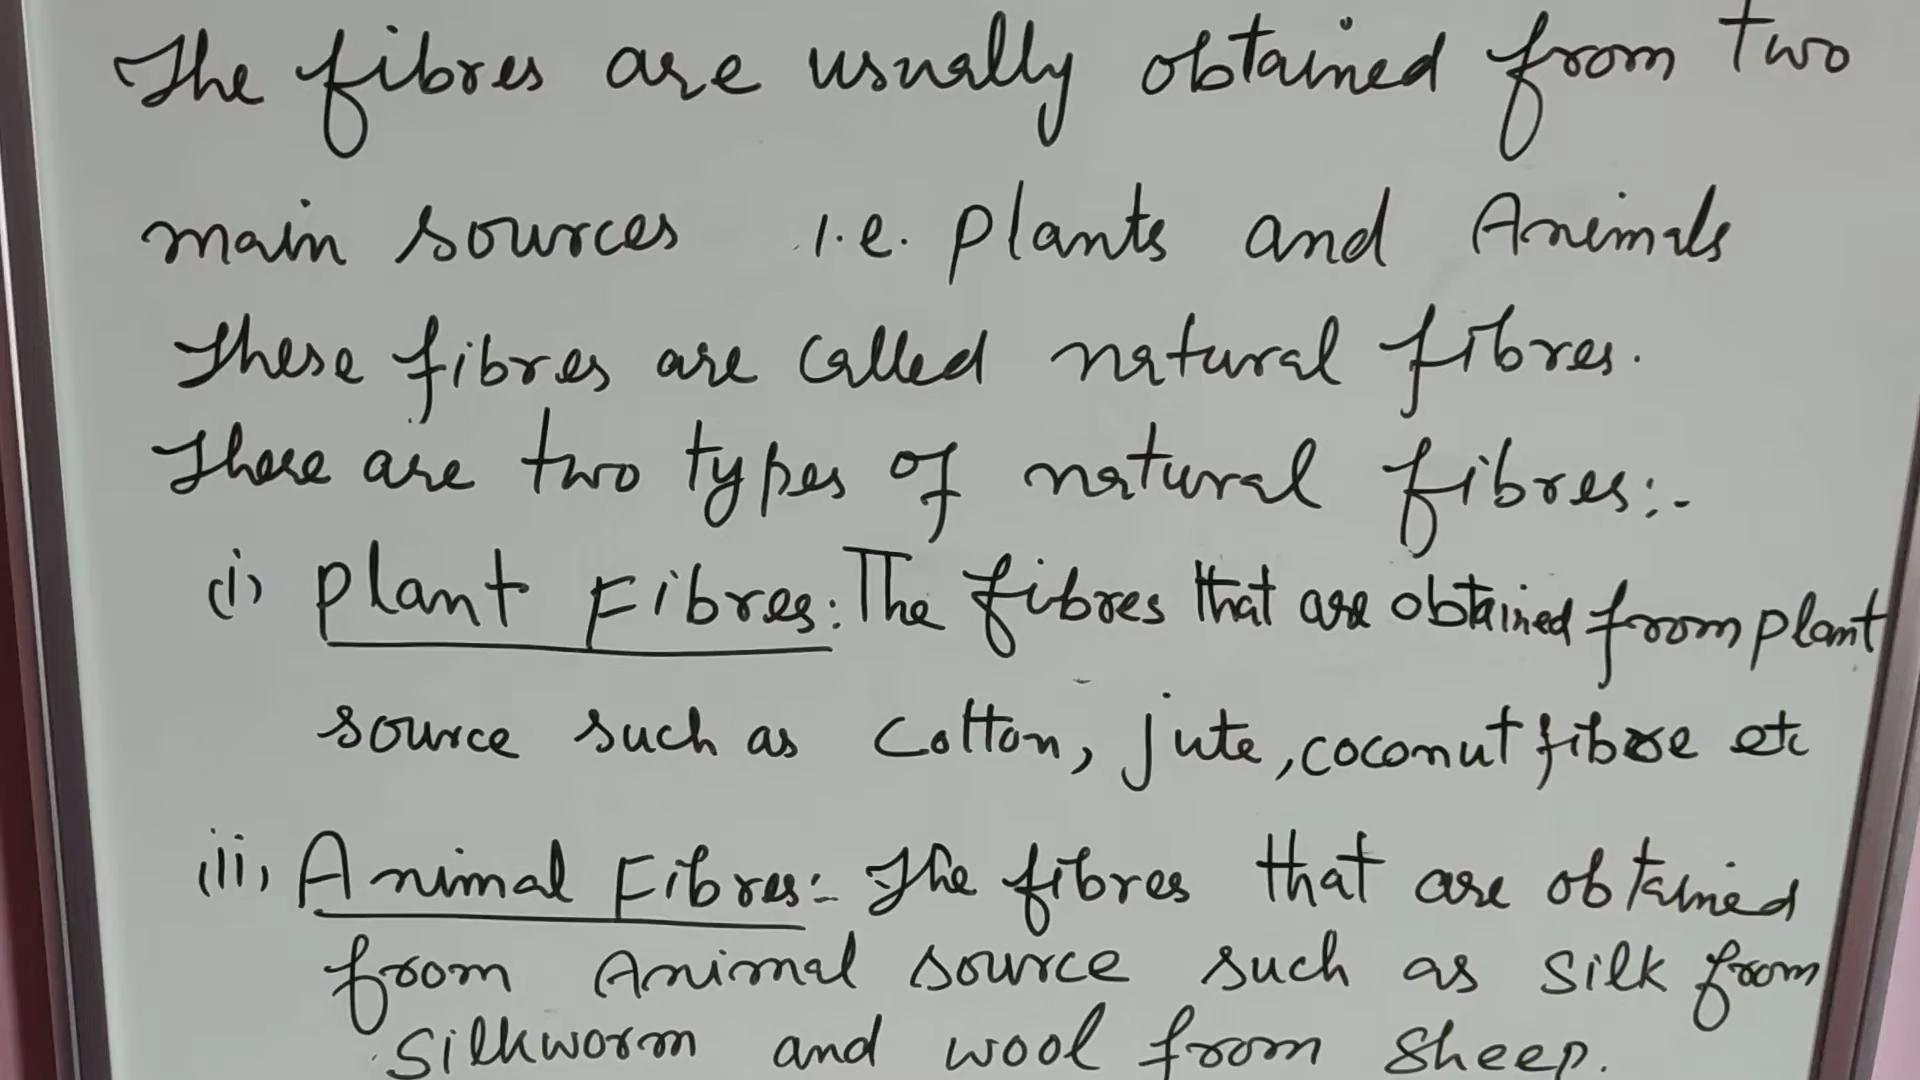 The fibres are usually obtained from two
main sources i.e. plants and Animals
These fibres are called natural fibres.
There are two types of natural fibres:-
(i) Plant Fibres: The fibres that are obtained from plant
source such as Cotton, jute, coconut fibre etc
(ii) Animal Fibres:- The fibres that are obtained
from Animal source such as silk from
silkworm and wool from sheep.